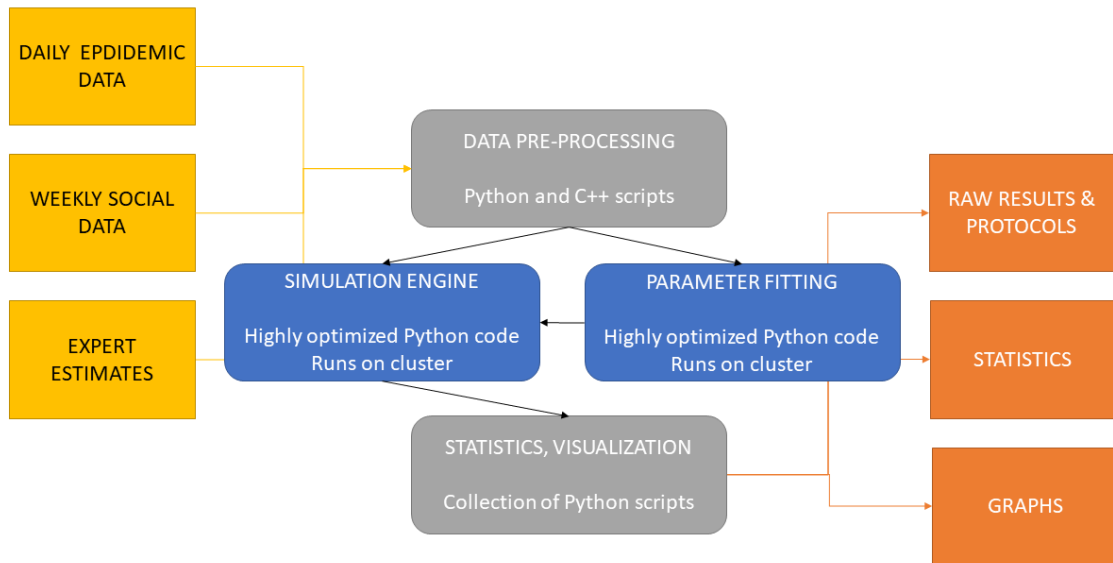 DAILY  EPDIDEMIC
DATA
WEEKLY SOCIAL
DATA
EXPERT
ESTIMATES
DATA PRE-PROCESSING
Python and C++ scripts
SIMULATION ENGINE
Highly optimized Python code
Runs on cluster
PARAMETER FITTING
Highly optimized Python code
Runs on cluster
STATISTICS, VISUALIZATION
Collection of Python scripts
RAW RESULTS &
PROTOCOLS
STATISTICS
GRAPHS